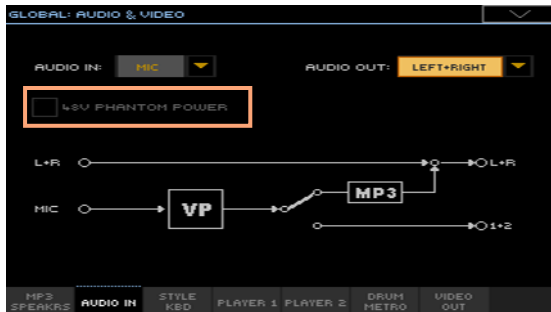 GLOBAL: AUDIO & VIDEO
AUDIO IN: MIC AUDIO OUT: LEFT+RIGHT
48V PHANTOM POWER
L+R L+R
MIC VP MP3
1+2
MP3 SPEAKRS AUDIO IN STYLE KBD PLAYER 1 PLAYER 2 DRUM METRO VIDEO OUT